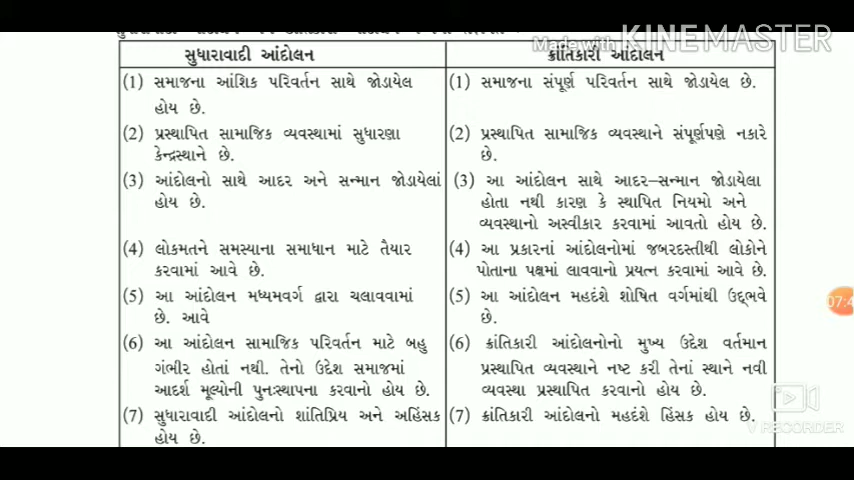 Made with KINEMASTER
સુધારાવાદી આંદોલન
ક્રાંતિકારી આંદોલન
(1) સમાજના આંશિક પરિવર્તન સાથે જોડાયેલ
હોય છે.
(1) સમાજના સંપૂર્ણ પરિવર્તન સાથે જોડાયેલ છે.
(2) પ્રસ્થાપિત સામાજિક વ્યવસ્થામાં સુધારણા
કેન્દ્રસ્થાને છે.
(2) પ્રસ્થાપિત સામાજિક વ્યવસ્થાને સંપૂર્ણપણે નકારે
છે.
(3) આંદોલનો સાથે આદર અને સન્માન જોડાયેલાં
હોય છે.
(3) આ આંદોલન સાથે આદર–સન્માન જોડાયેલા
હોતા નથી કારણ કે સ્થાપિત નિયમો અને
વ્યવસ્થાનો અસ્વીકાર કરવામાં આવતો હોય છે.
(4) લોકમતને સમસ્યાના સમાધાન માટે તૈયાર
કરવામાં આવે છે.
(4) આ પ્રકારનાં આંદોલનોમાં જબરદસ્તીથી લોકોને
પોતાના પક્ષમાં લાવવાનો પ્રયત્ન કરવામાં આવે છે.
(5) આ આંદોલન મધ્યમવર્ગ દ્વારા ચલાવવામાં
છે. આવે
(5) આ આંદોલન મહદંશે શોષિત વર્ગમાંથી ઉદ્ભવે
છે.
(6) આ આંદોલન સામાજિક પરિવર્તન માટે બહુ
ગંભીર હોતાં નથી. તેનો ઉદેશ સમાજમાં
આદર્શ મૂલ્યોની પુનઃસ્થાપના કરવાનો હોય છે.
(6) ક્રાંતિકારી આંદોલનોનો મુખ્ય ઉદેશ વર્તમાન
પ્રસ્થાપિત વ્યવસ્થાને નષ્ટ કરી તેનાં સ્થાને નવી
વ્યવસ્થા પ્રસ્થાપિત કરવાનો હોય છે.
(7) સુધારાવાદી આંદોલનો શાંતિપ્રિય અને અહિંસક
હોય છે.
(7) ક્રાંતિકારી આંદોલનો મહદંશે હિંસક હોય છે.
07:4
RECORDER